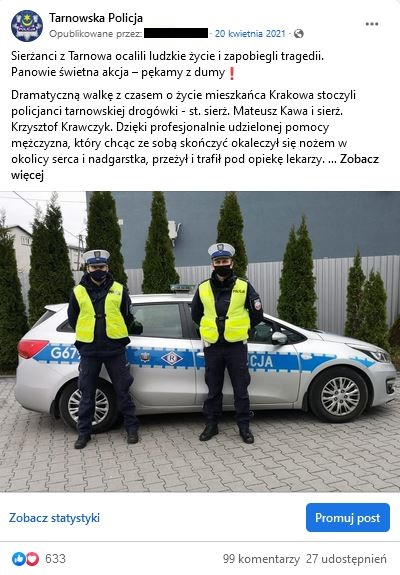 Tarnowska Policja
Opublikowane przez: · 20 kwietnia 2021 ·
Sierżanci z Tarnowa ocalili ludzkie życie i zapobiegli tragedii.
Panowie świetna akcja – pękamy z dumy❗
Dramatyczną walkę z czasem o życie mieszkańca Krakowa stoczyli
policjanci tarnowskiej drogówki - st. sierż. Mateusz Kawa i sierż.
Krzysztof Krawczyk. Dzięki profesjonalnie udzielonej pomocy
mężczyzna, który chcąc ze sobą skończyć okaleczył się nożem w
okolicy serca i nadgarstka, przeżył i trafił pod opiekę lekarzy. ... Zobacz
więcej
G67
R
ICJA
Zobacz statystyki
Promuj post
633
99 komentarzy 27 udostępnień